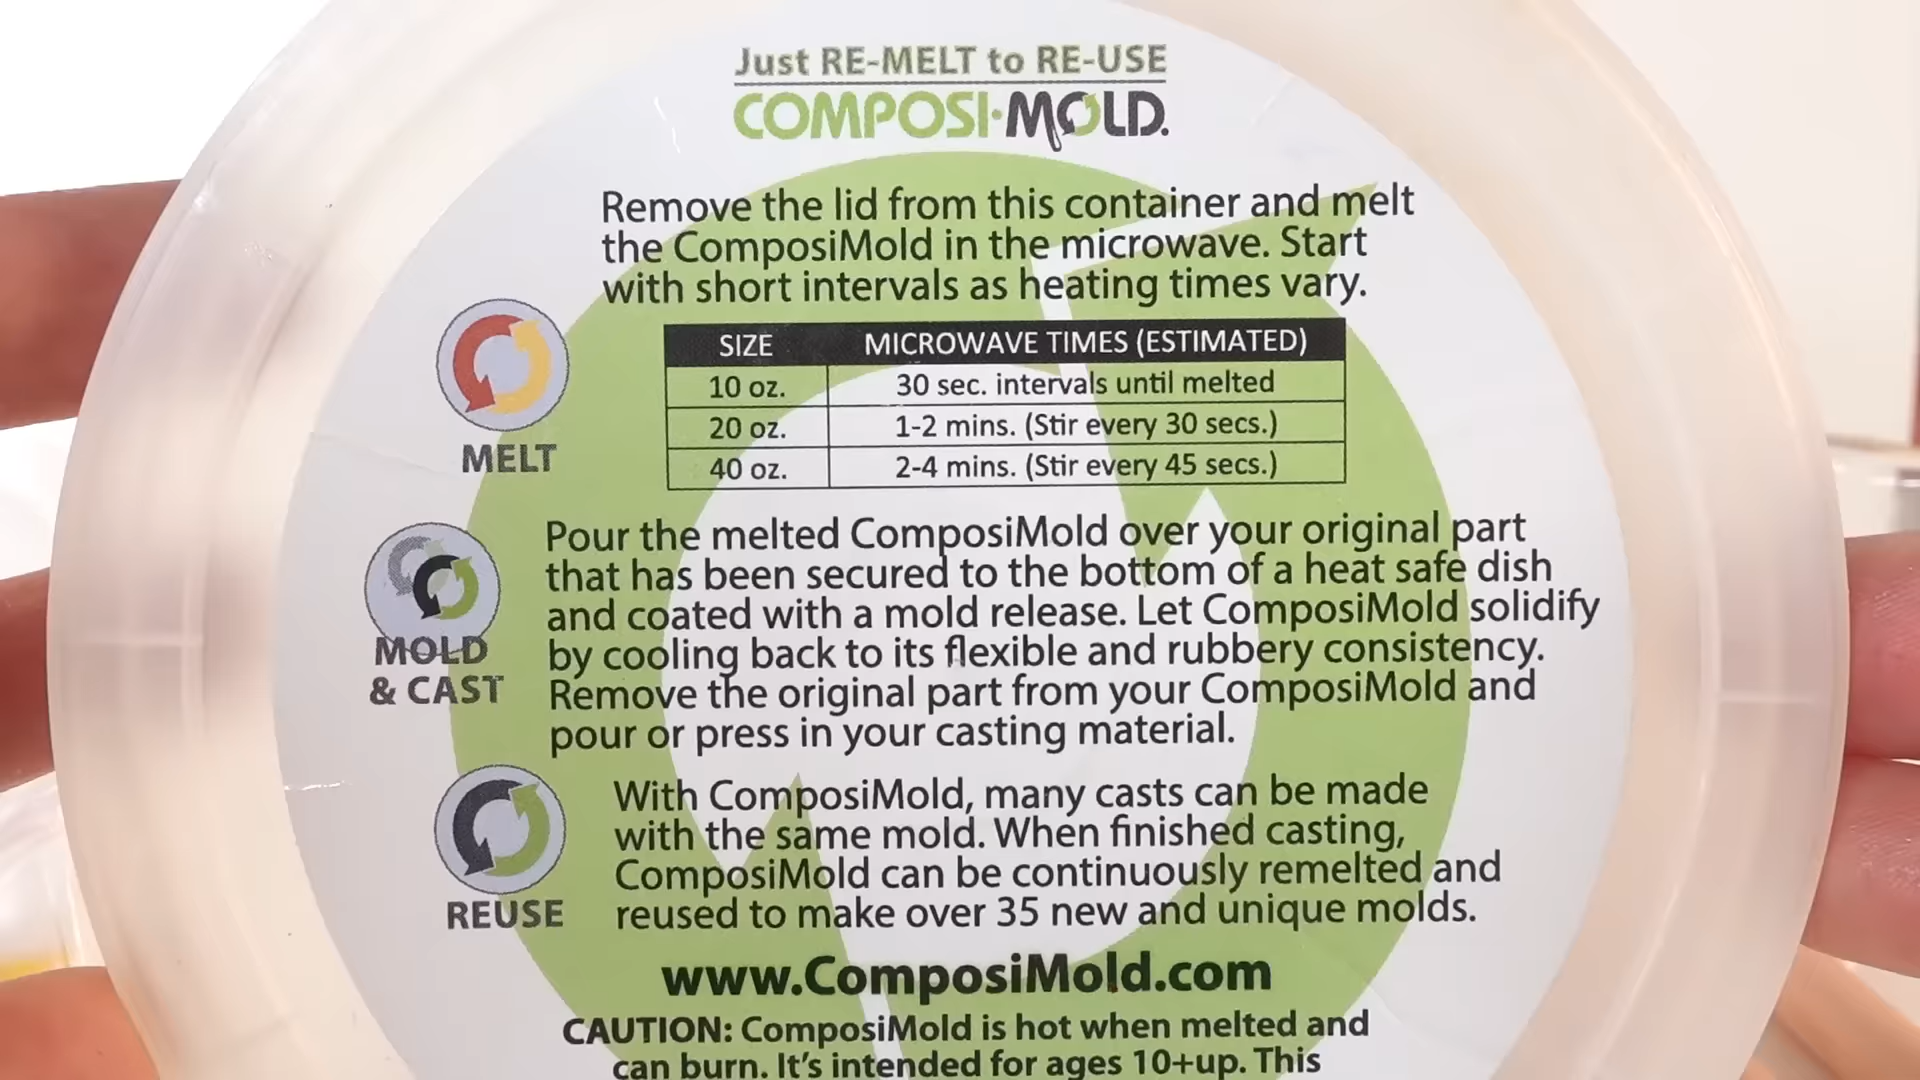 Just RE-MELT to RE-USE
COMPOSI·MOLD.
Remove the lid from this container and melt
the ComposiMold in the microwave. Start
with short intervals as heating times vary.
MELT
SIZE MICROWAVE TIMES (ESTIMATED)
10 oz. 30 sec. intervals until melted
20 oz. 1-2 mins. (Stir every 30 secs.)
40 oz. 2-4 mins. (Stir every 45 secs.)
MOLD
& CAST
Pour the melted ComposiMold over your original part
that has been secured to the bottom of a heat safe dish
and coated with a mold release. Let ComposiMold solidify
by cooling back to its flexible and rubbery consistency.
Remove the original part from your ComposiMold and
pour or press in your casting material.
REUSE
With ComposiMold, many casts can be made
with the same mold. When finished casting,
ComposiMold can be continuously remelted and
reused to make over 35 new and unique molds.
www.ComposiMold.com
CAUTION: ComposiMold is hot when melted and
can burn. It's intended for ages 10+up. This